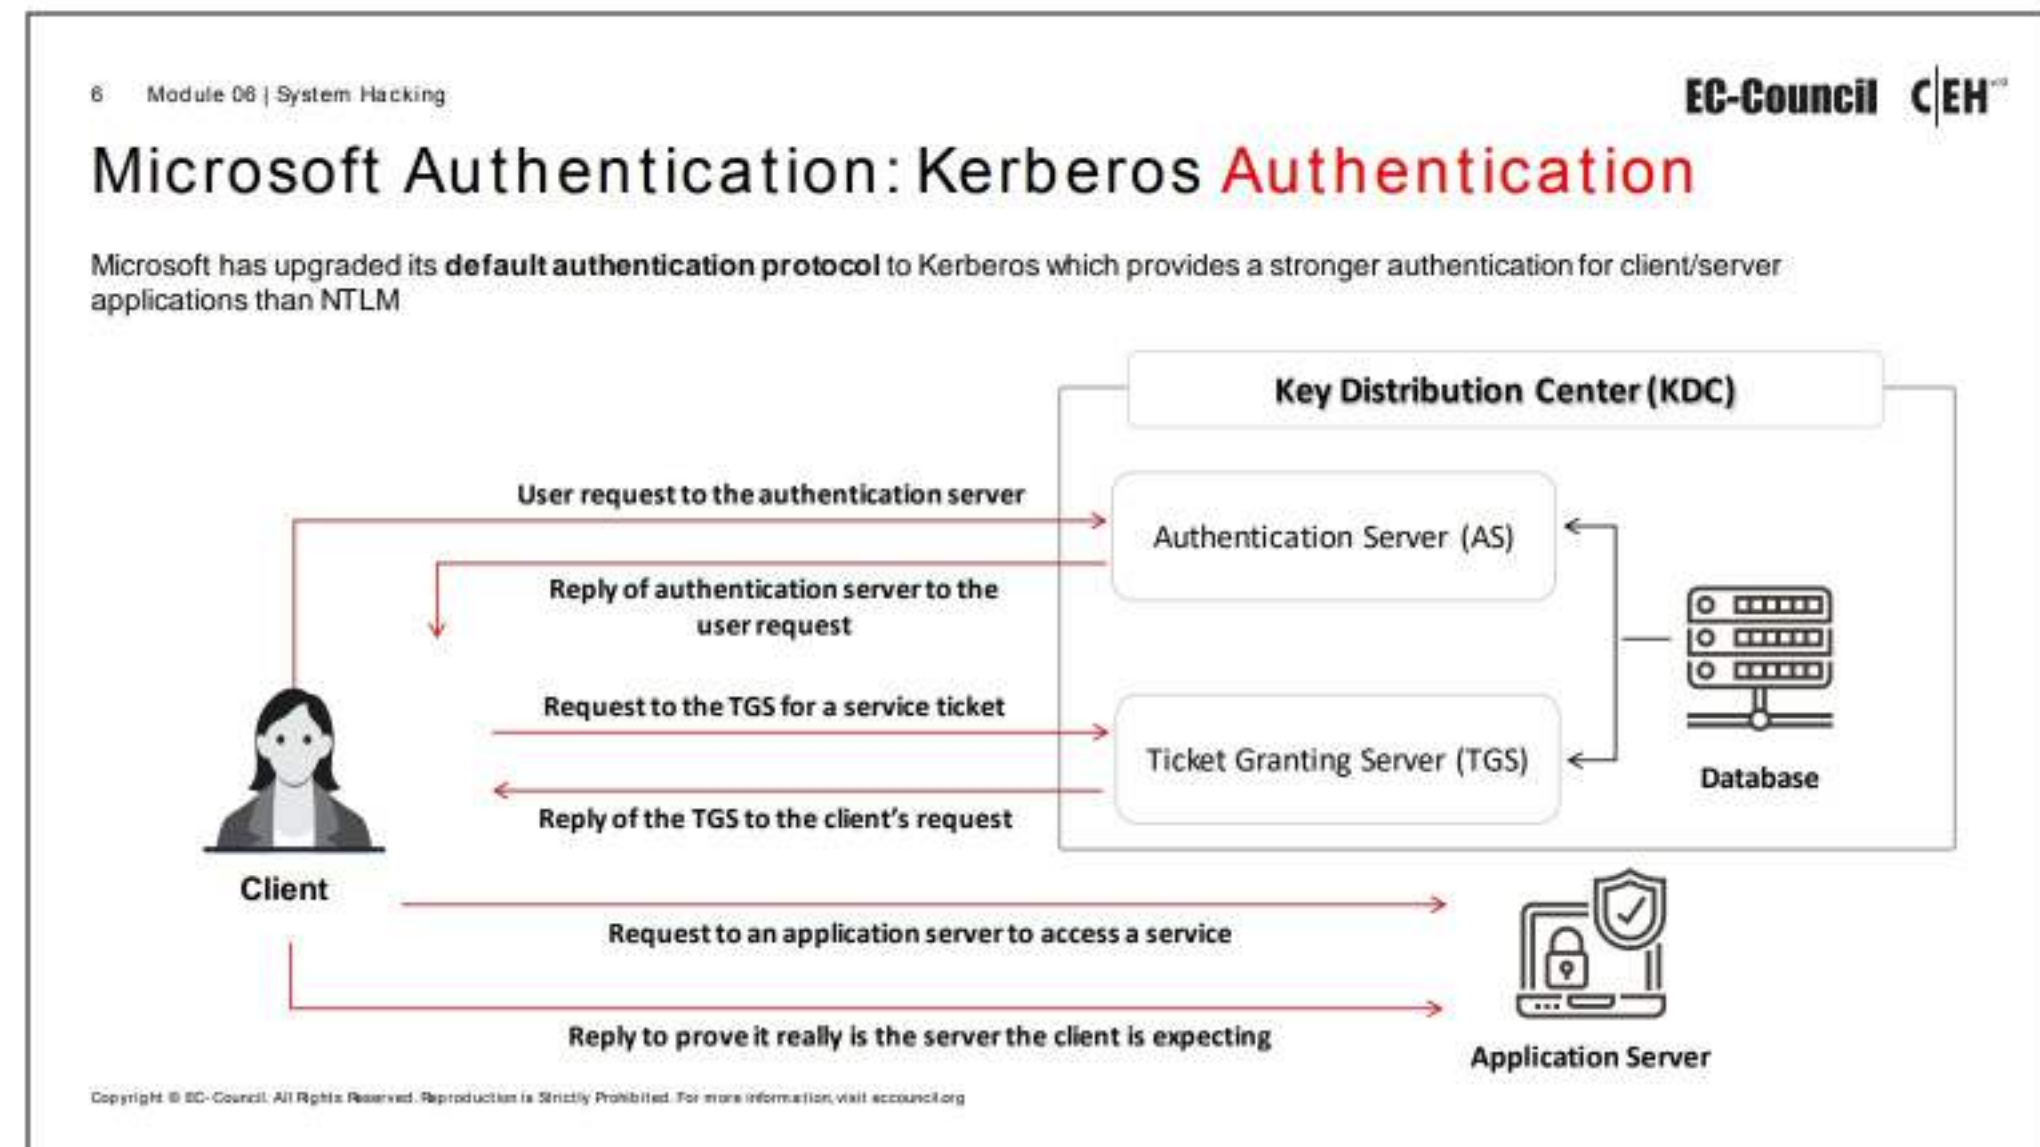 6 Module 06 | System Hacking
EC-Council C|EH
Microsoft Authentication: Kerberos Authentication
Microsoft has upgraded its default authentication protocol to Kerberos which provides a stronger authentication for client/server
applications than NTLM
Key Distribution Center (KDC)
User request to the authentication server
Authentication Server (AS)
Reply of authentication server to the
user request
Request to the TGS for a service ticket
Ticket Granting Server (TGS)
Database
Reply of the TGS to the client's request
Client
Request to an application server to access a service
Reply to prove it really is the server the client is expecting
Application Server
Copyright © EC-Council. All Rights Reserved. Reproduction is Strictly Prohibited. For more information, visit eccouncil.org